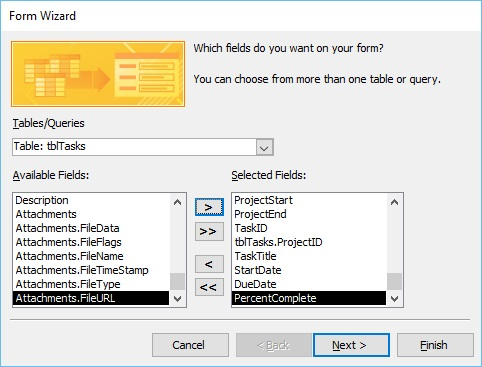 Form Wizard
Which fields do you want on your form?
You can choose from more than one table or query.
Tables/Queries
Table: tblTasks
Available Fields:
Selected Fields:
Description
Attachments
Attachments.FileData
Attachments.FileFlags
Attachments.FileName
Attachments.FileTimeStamp
Attachments.FileType
Attachments.FileURL
>
>>
<
<<
ProjectStart
ProjectEnd
TaskID
tblTasks.ProjectID
TaskTitle
StartDate
DueDate
PercentComplete
Cancel
< Back
Next >
Finish